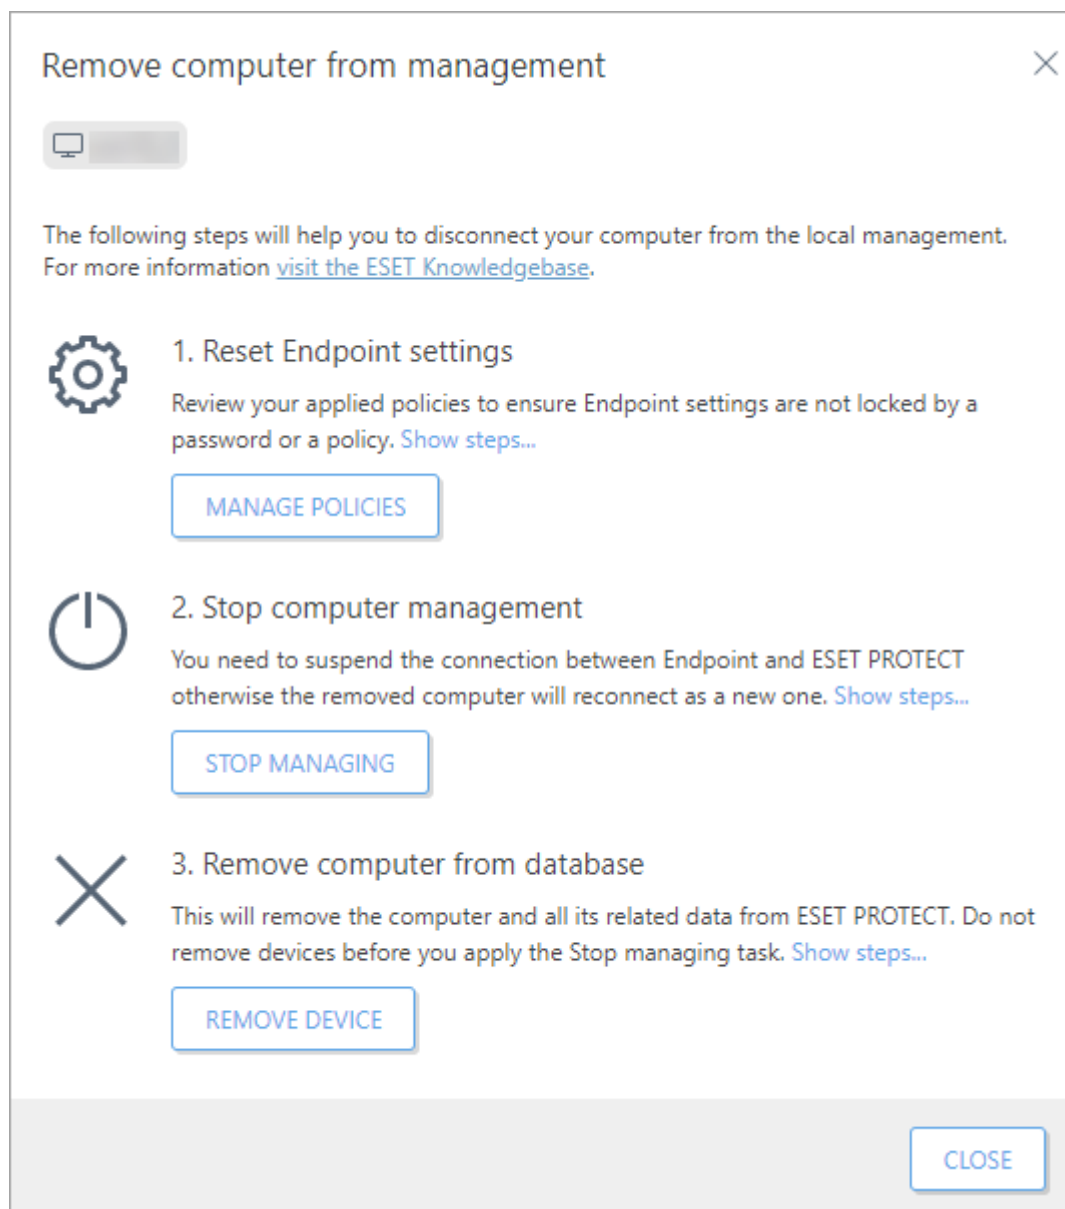 Remove computer from management
The following steps will help you to disconnect your computer from the local management.
For more information visit the ESET Knowledgebase.
1. Reset Endpoint settings
Review your applied policies to ensure Endpoint settings are not locked by a
password or a policy. Show steps...
MANAGE POLICIES
2. Stop computer management
You need to suspend the connection between Endpoint and ESET PROTECT
otherwise the removed computer will reconnect as a new one. Show steps...
STOP MANAGING
3. Remove computer from database
This will remove the computer and all its related data from ESET PROTECT. Do not
remove devices before you apply the Stop managing task. Show steps...
REMOVE DEVICE
CLOSE